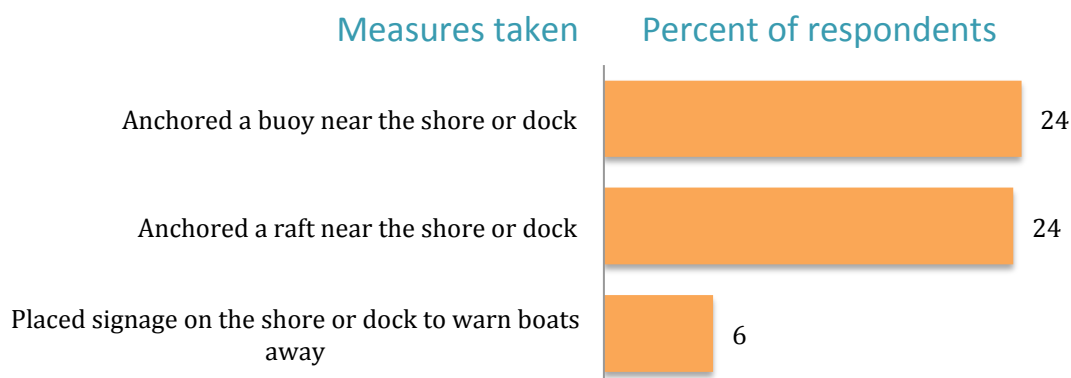 Measures taken Percent of respondents
Anchored a buoy near the shore or dock 24
Anchored a raft near the shore or dock 24
Placed signage on the shore or dock to warn boats
away 6